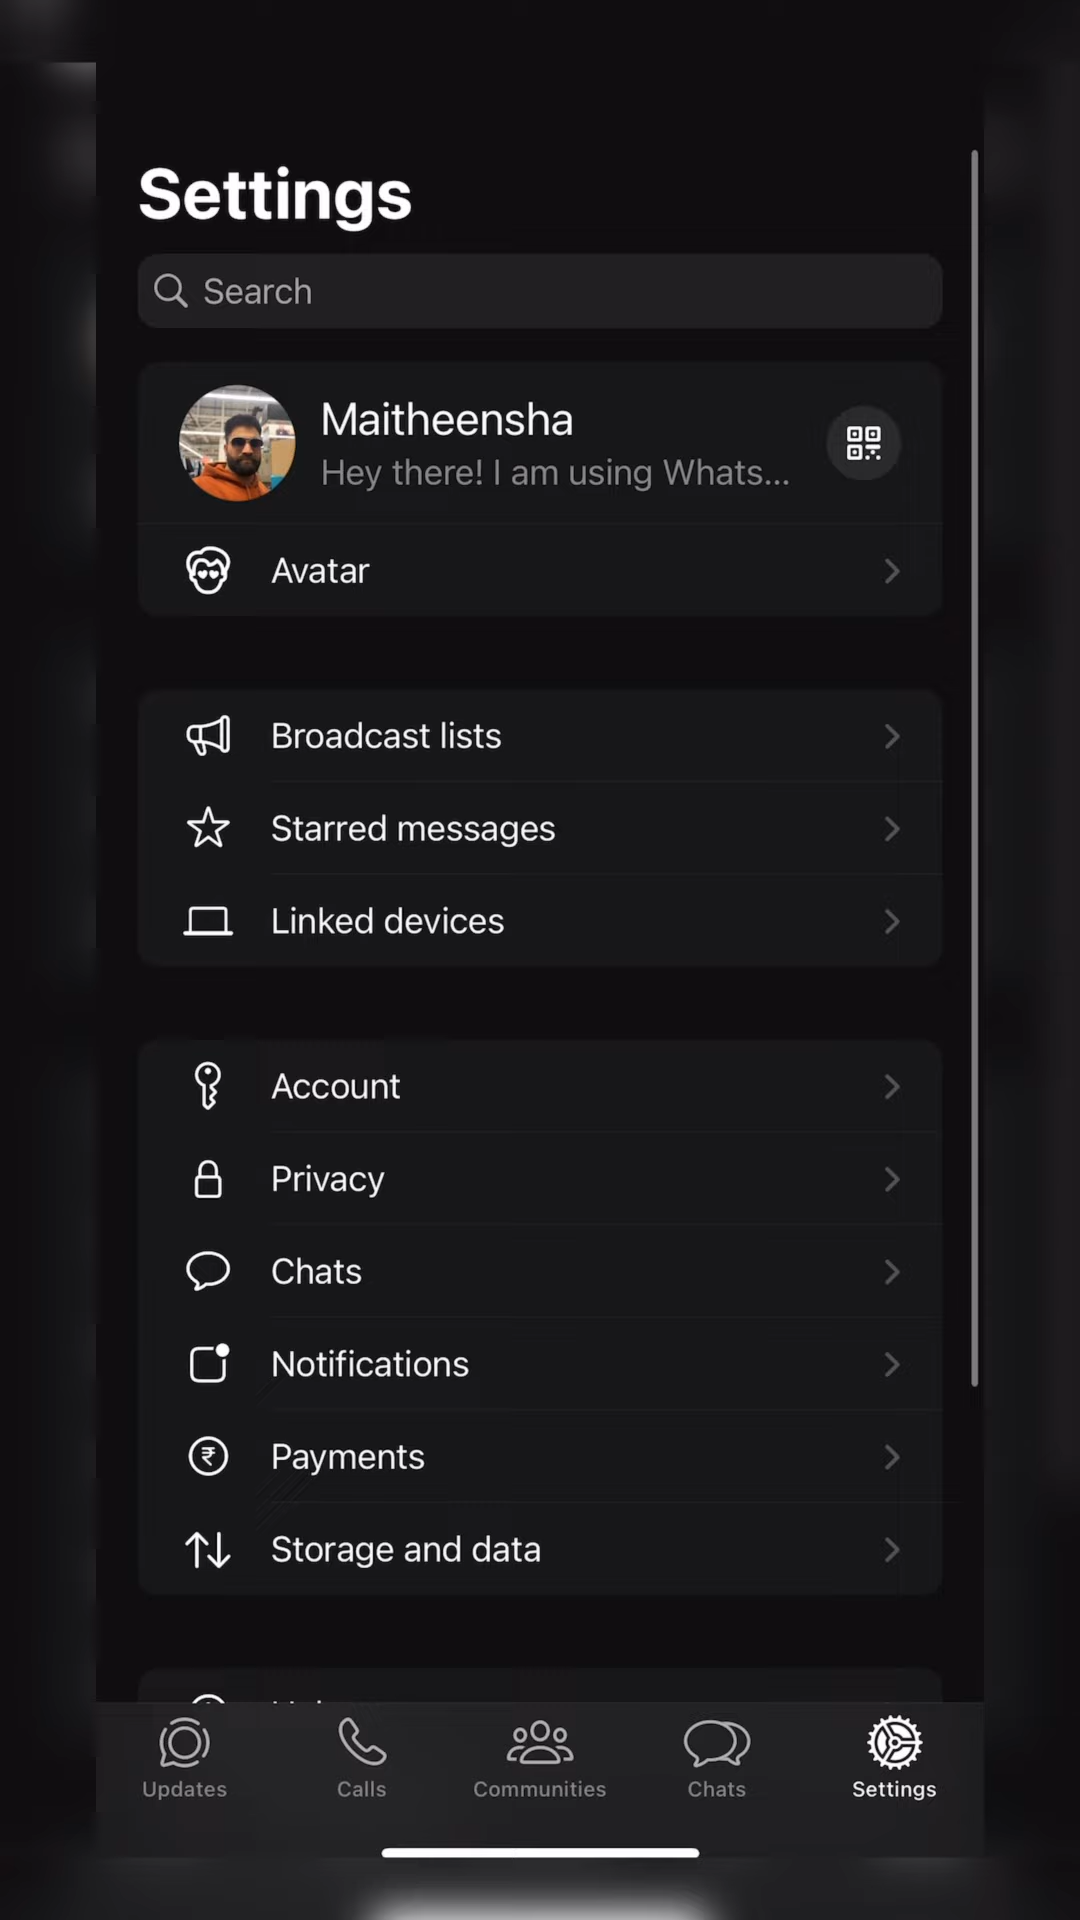 Settings
Search
Maitheensha
Hey there! I am using Whats...
Avatar
Broadcast lists
Starred messages
Linked devices
Account
Privacy
Chats
Notifications
₹
Payments
Storage and data
Updates
Calls
Communities
Chats
Settings